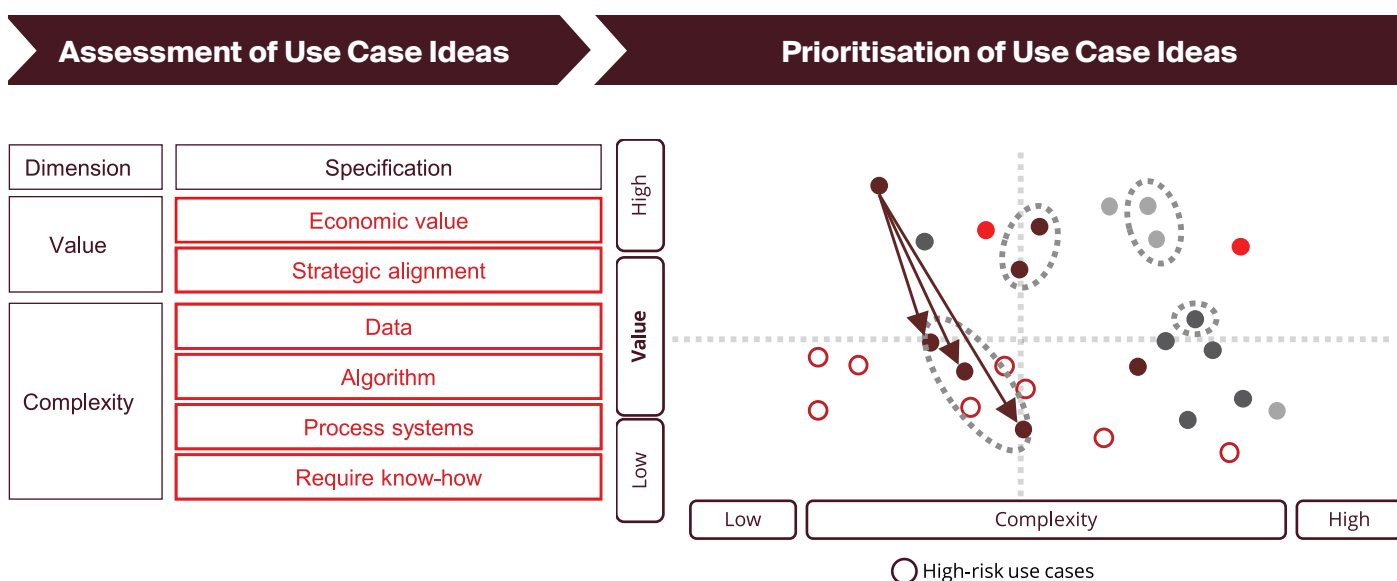 Assessment of Use Case Ideas
Prioritisation of Use Case Ideas
Dimension
Specification
Value
Economic value
Strategic alignment
Complexity
Data
Algorithm
Process systems
Require know-how
High
Value
Low
Low
Complexity
High
High-risk use cases